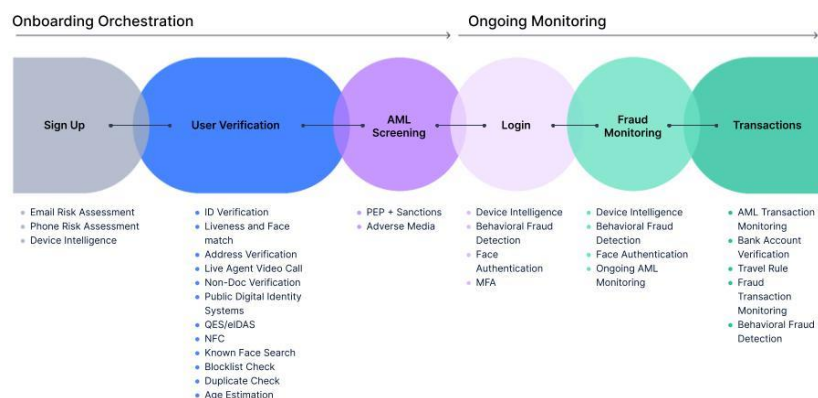 Onboarding Orchestration
Ongoing Monitoring
Sign Up
User Verification
AML
Screening
Login
Fraud
Monitoring
Transactions
Email Risk Assessment
Phone Risk Assessment
Device Intelligence
ID Verification
Liveness and Face
match
Address Verification
Live Agent Video Call
Non-Doc Verification
Public Digital Identity
Systems
QES/eIDAS
NFC
Known Face Search
Blocklist Check
Duplicate Check
Age Estimation
PEP + Sanctions
Adverse Media
Device Intelligence
Behavioral Fraud
Detection
Face
Authentication
MFA
Device Intelligence
Behavioral Fraud
Detection
Face Authentication
Ongoing AML
Monitoring
AML Transaction
Monitoring
Bank Account
Verification
Travel Rule
Fraud
Transaction
Monitoring
Behavioral Fraud
Detection